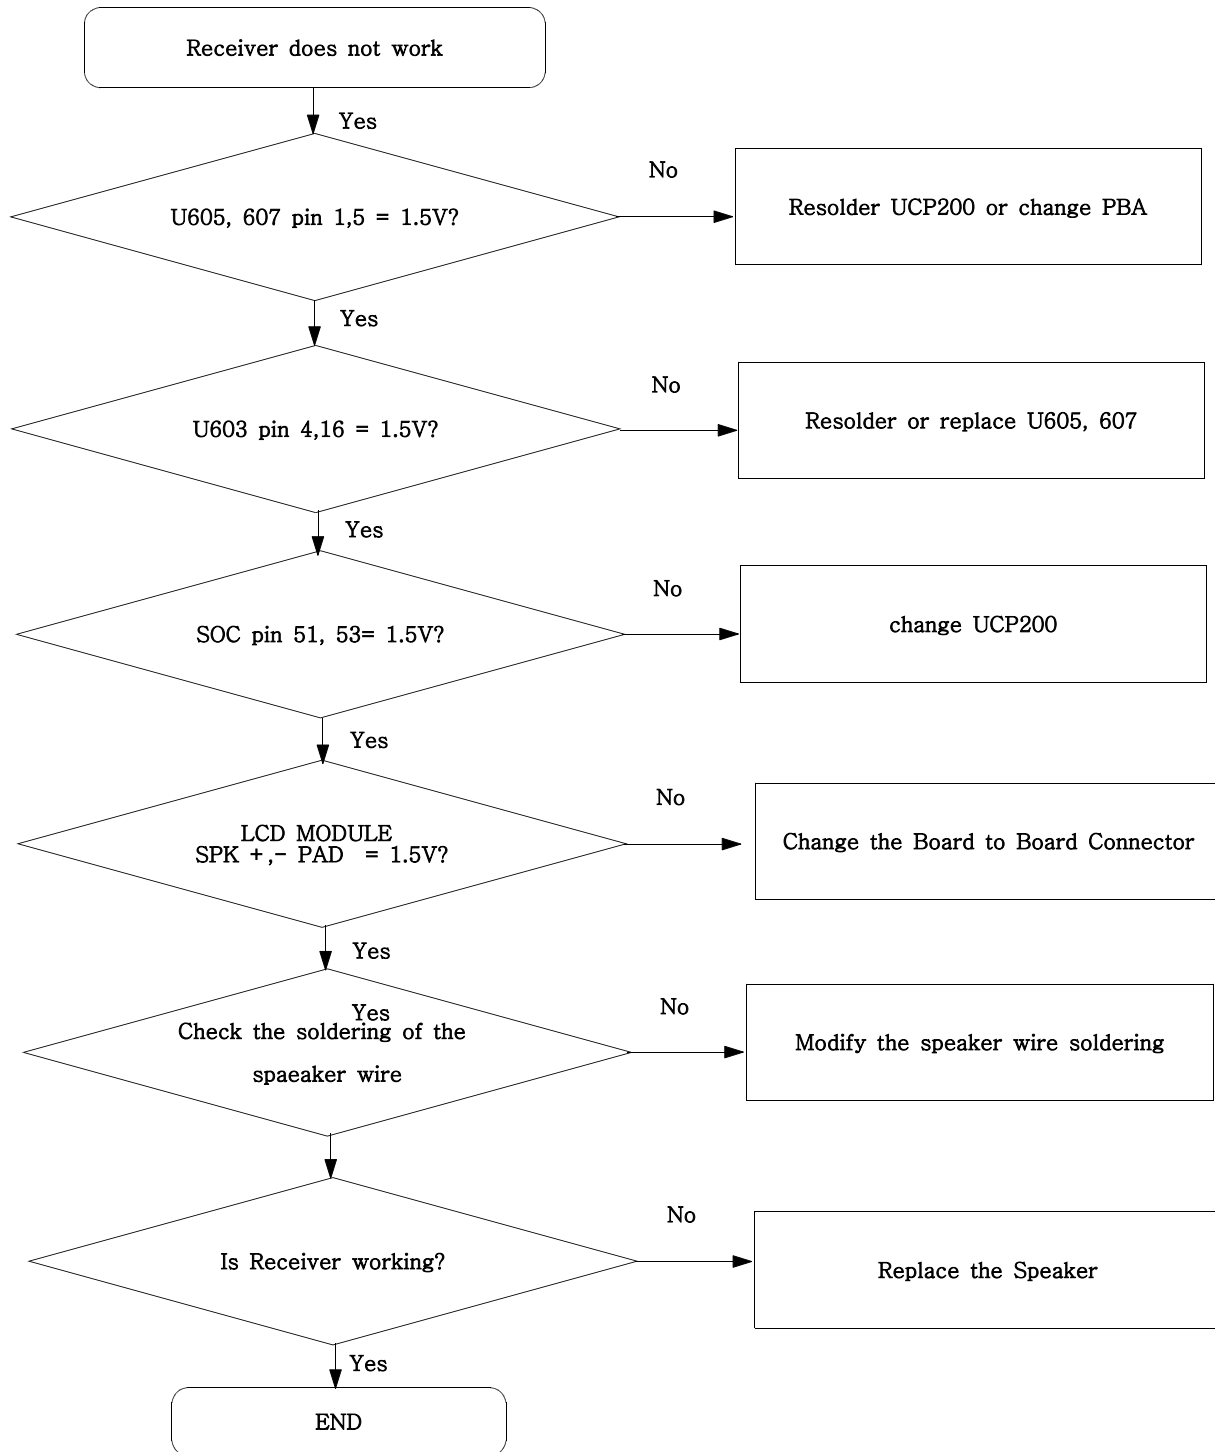 Receiver does not work
Yes
No
U605, 607 pin 1,5 = 1.5V?
Resolder UCP200 or change PBA
Yes
No
U603 pin 4,16 = 1.5V?
Resolder or replace U605, 607
Yes
No
SOC pin 51, 53= 1.5V?
change UCP200
Yes
No
LCD MODULE
SPK +,- PAD = 1.5V?
Change the Board to Board Connector
Yes
No
Yes
Check the soldering of the
spaeaker wire
Modify the speaker wire soldering
No
Is Receiver working?
Replace the Speaker
Yes
END